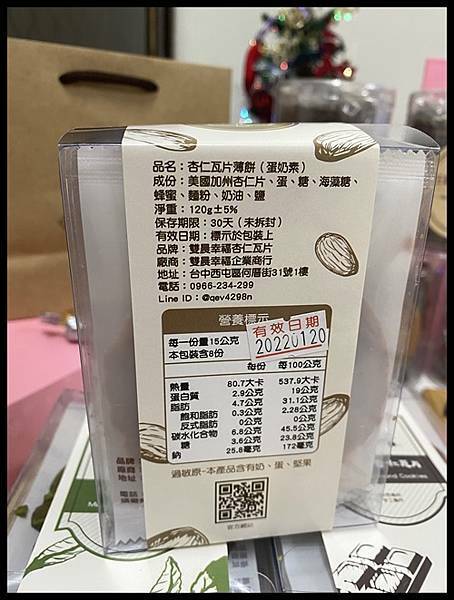 品名：杏仁瓦片薄餅（蛋奶素）
成份：美國加州杏仁片、蛋、糖、海藻糖、
蜂蜜、麵粉、奶油、鹽
淨重：120g±5%
保存期限：30天（未拆封）
有效日期：標示於包裝上
品牌：雙晨幸福杏仁瓦片
廠商：雙晨幸福企業商行
地址：台中西屯區何厝街31號1樓
電話：0966-234-299
Line ID：@qev4298n
營養標示
有效日期
20220120
每一份量15公克
本包裝含8份
每份 每100公克
熱量 80.7大卡 537.9大卡
蛋白質 2.9公克 19公克
脂肪 4.7公克 31.1公克
飽和脂肪 0.3公克 2.28公克
反式脂肪 0公克 0公克
碳水化合物 6.8公克 45.5公克
糖 3.6公克 23.8公克
鈉 25.8毫克 172毫克
過敏原-本產品含有奶、蛋、堅果
官方網站
品牌
廠商
地址
電話
瓦片
Cookies